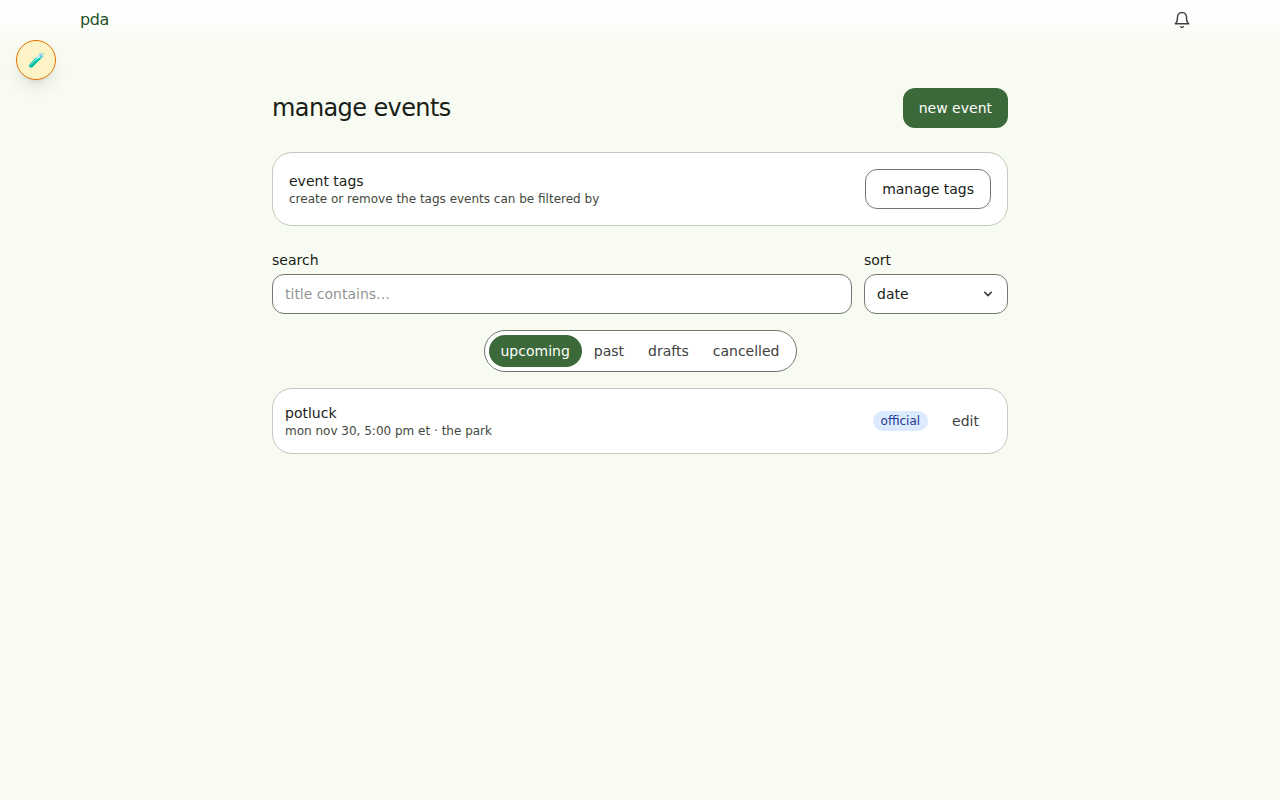 pda
manage events
new event
event tags
create or remove the tags events can be filtered by
manage tags
search
sort
title contains…
date
upcoming
past
drafts
cancelled
potluck
mon nov 30, 5:00 pm et · the park
official
edit